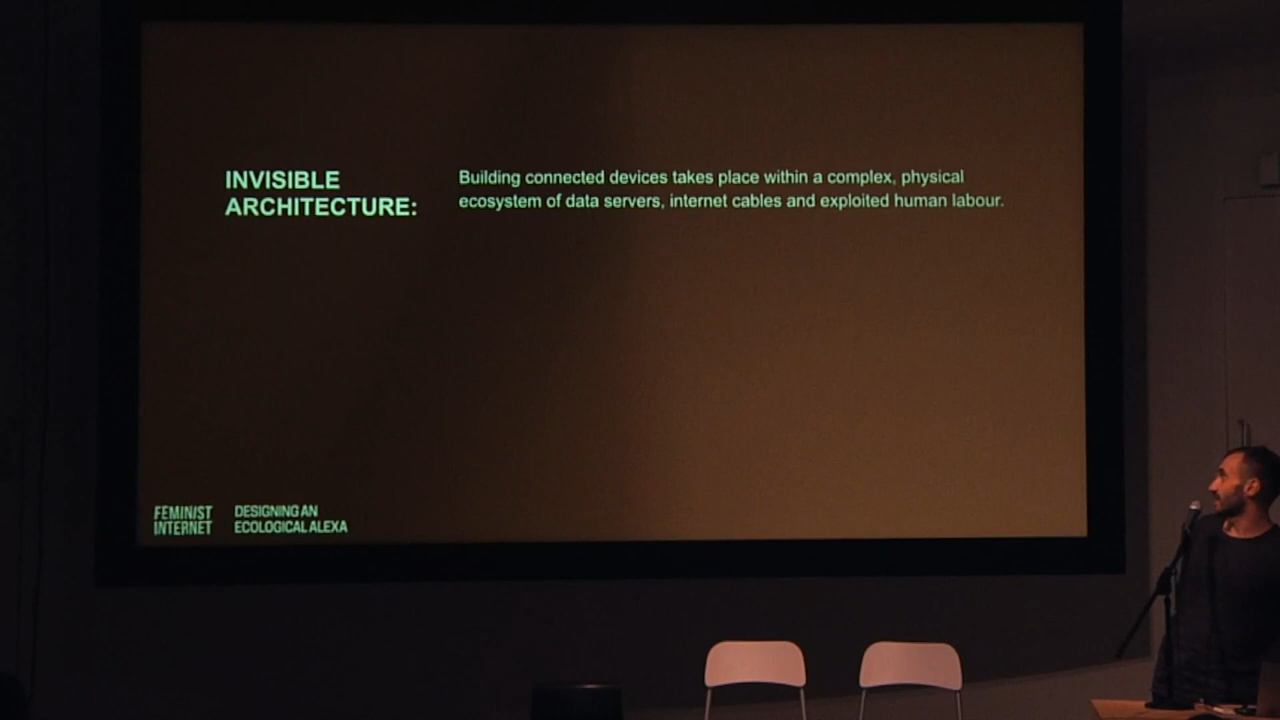 INVISIBLE
ARCHITECTURE:
Building connected devices takes place within a complex, physical
ecosystem of data servers, internet cables and exploited human labour.
FEMINIST
INTERNET
DESIGNING AN
ECOLOGICAL ALEXA